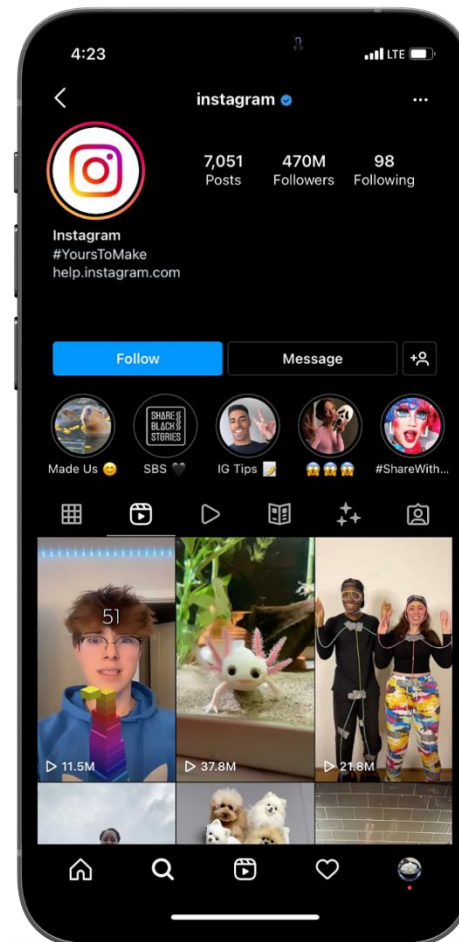 4:23
LTE
instagram
7,051 470M 98
Posts Followers Following
Instagram
#YoursToMake
help.instagram.com
Follow Message
SHARE
BLACK
STORIES
Made Us 😊 SBS 🖤 IG Tips 📝 😱😱😱 #ShareWith...
51
11.5M 37.8M 21.8M